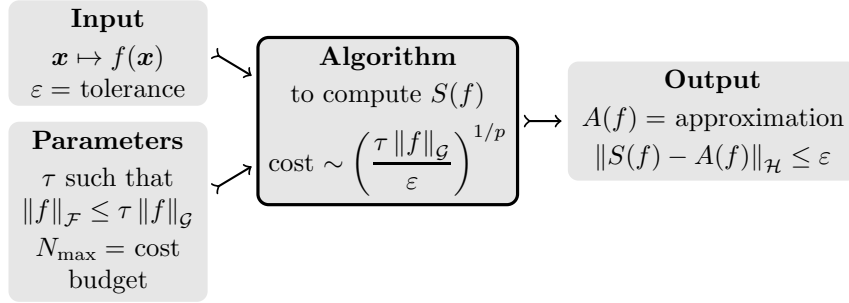 Input
𝒙 ↦ f(𝒙)
ε = tolerance
Parameters
τ such that
‖f‖_ℱ ≤ τ ‖f‖_𝒢
N_max = cost
budget
Algorithm
to compute S(f)
cost ∼ (τ ‖f‖_𝒢 / ε)^{1/p}
Output
A(f) = approximation
‖S(f) − A(f)‖_ℋ ≤ ε